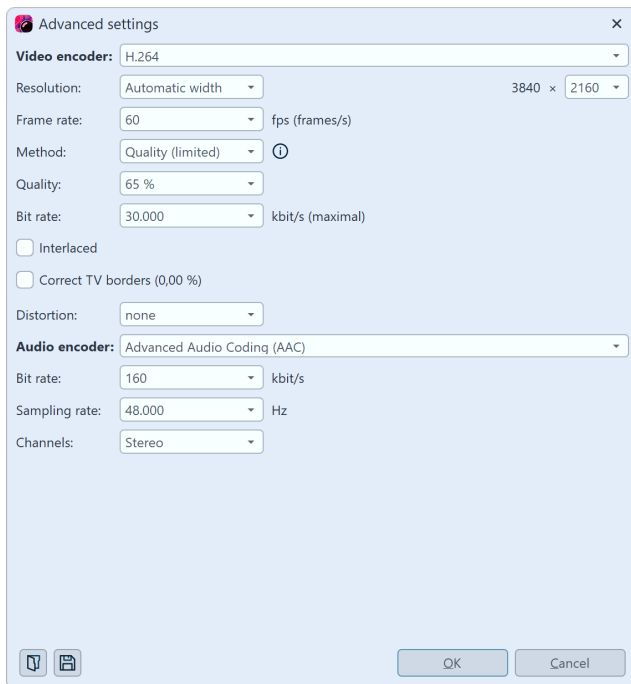 Advanced settings
Video encoder: H.264
Resolution: Automatic width 3840 × 2160
Frame rate: 60 fps (frames/s)
Method: Quality (limited)
Quality: 65 %
Bit rate: 30.000 kbit/s (maximal)
Interlaced
Correct TV borders (0,00 %)
Distortion: none
Audio encoder: Advanced Audio Coding (AAC)
Bit rate: 160 kbit/s
Sampling rate: 48.000 Hz
Channels: Stereo
OK Cancel